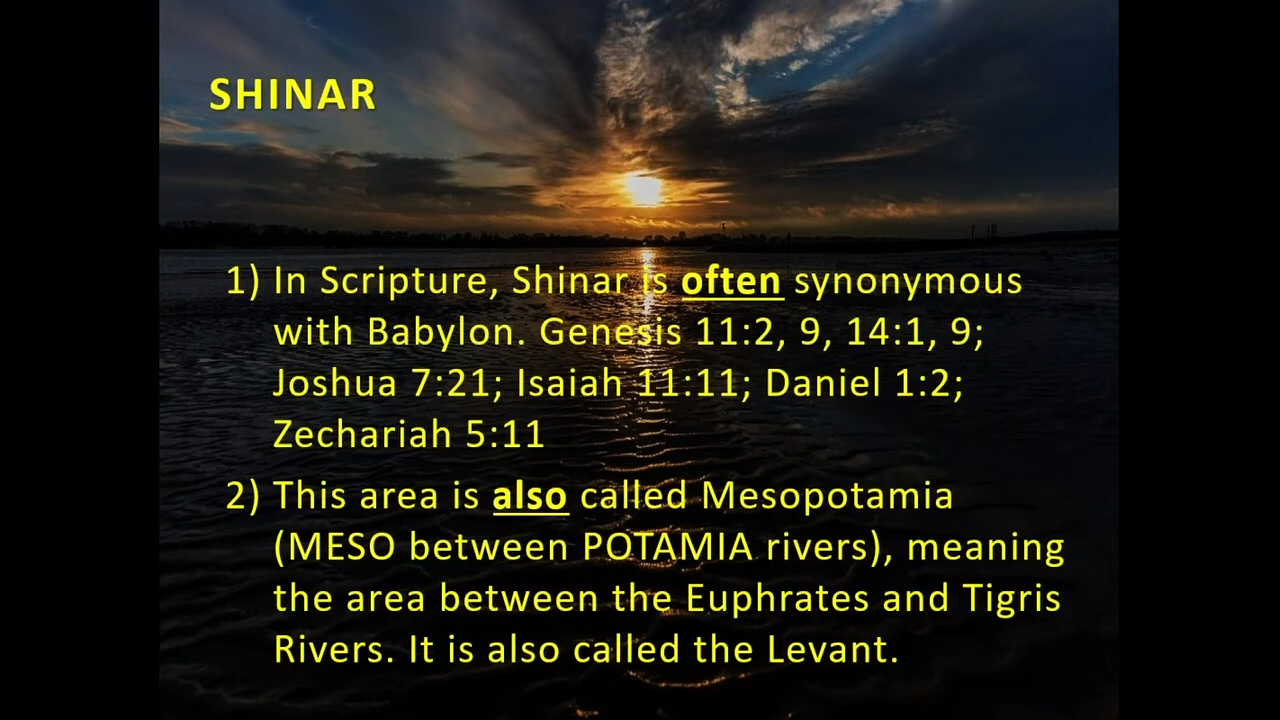 SHINAR
1) In Scripture, Shinar is often synonymous
with Babylon. Genesis 11:2, 9, 14:1, 9;
Joshua 7:21; Isaiah 11:11; Daniel 1:2;
Zechariah 5:11
2) This area is also called Mesopotamia
(MESO between POTAMIA rivers), meaning
the area between the Euphrates and Tigris
Rivers. It is also called the Levant.